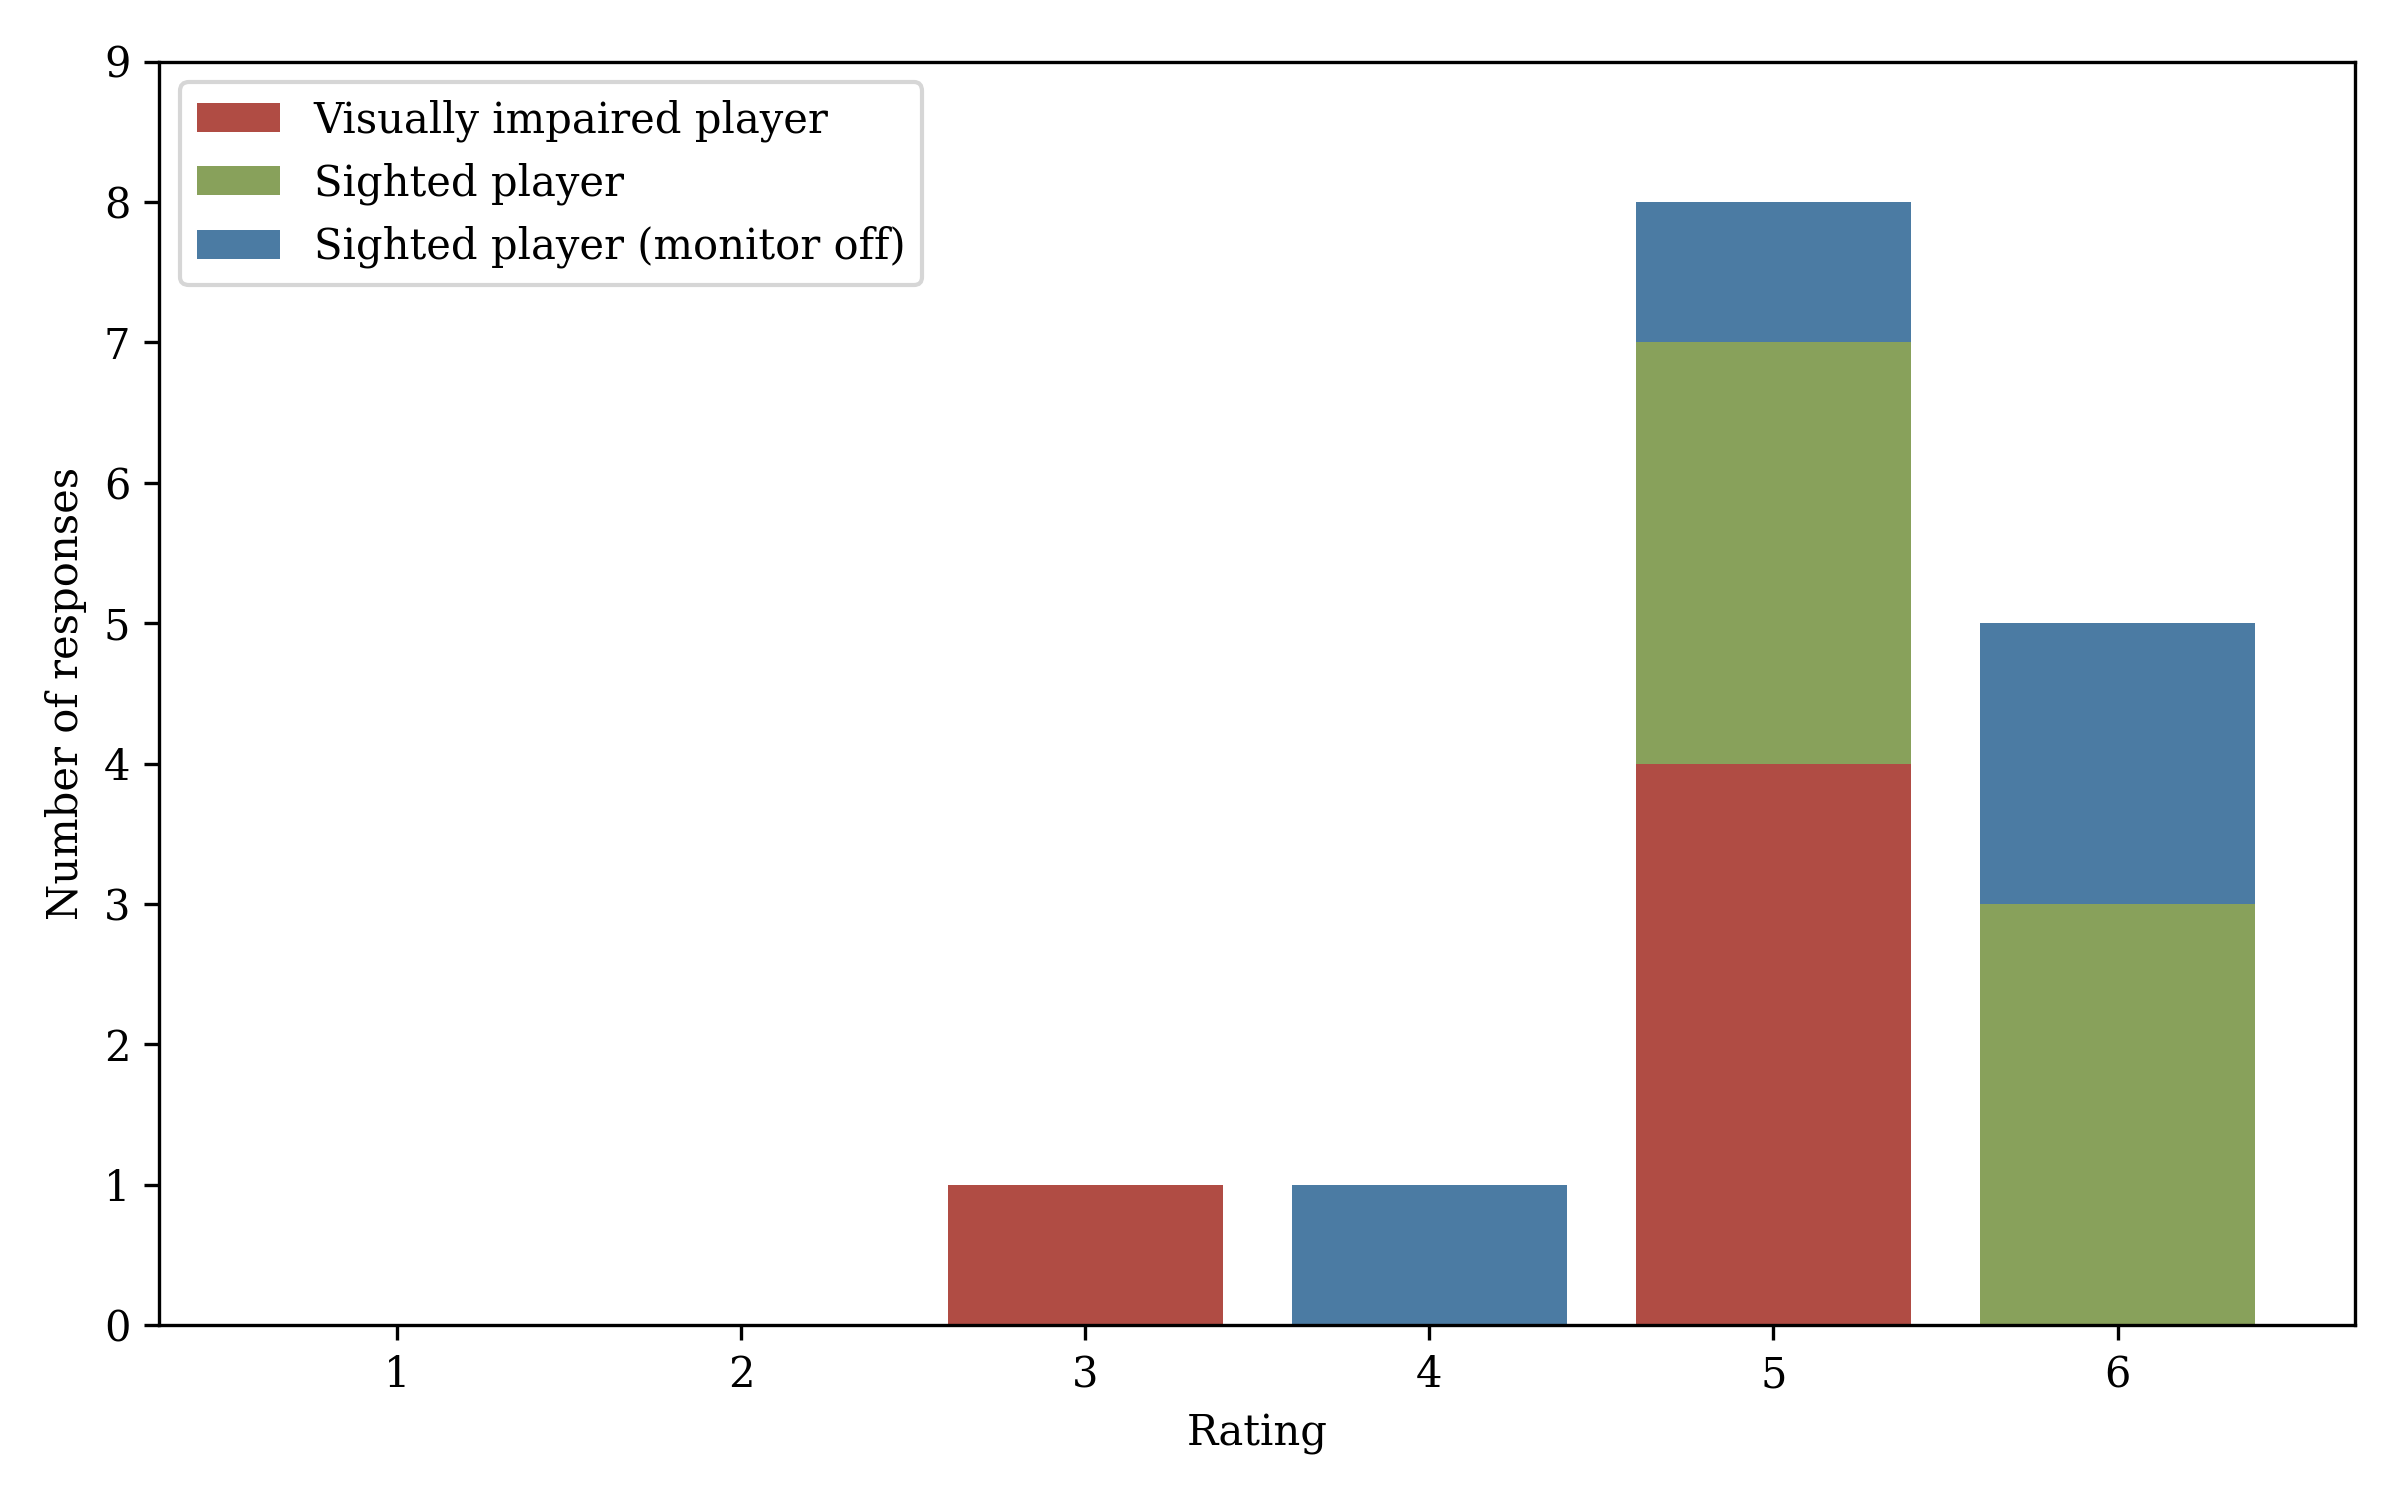 9
8
7
6
5
4
3
2
1
0
Number of responses
Visually impaired player
Sighted player
Sighted player (monitor off)
1 2 3 4 5 6
Rating